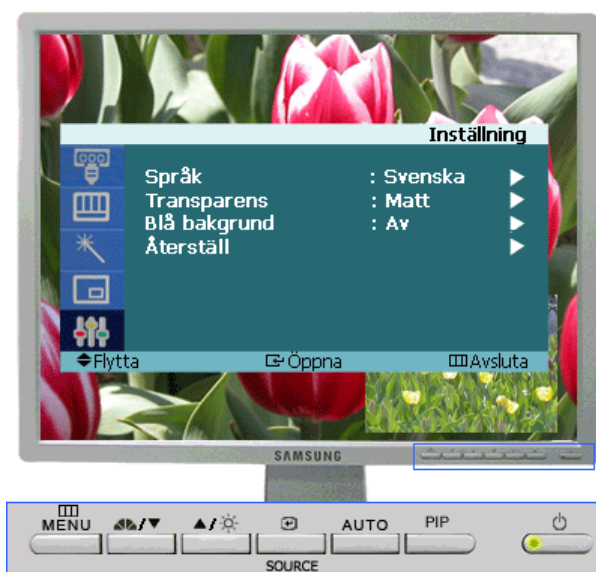 Inställning
Språk : Svenska
Transparens : Matt
Blå bakgrund : Av
Återställ
Flytta Öppna Avsluta
SAMSUNG
MENU AUTO PIP
SOURCE